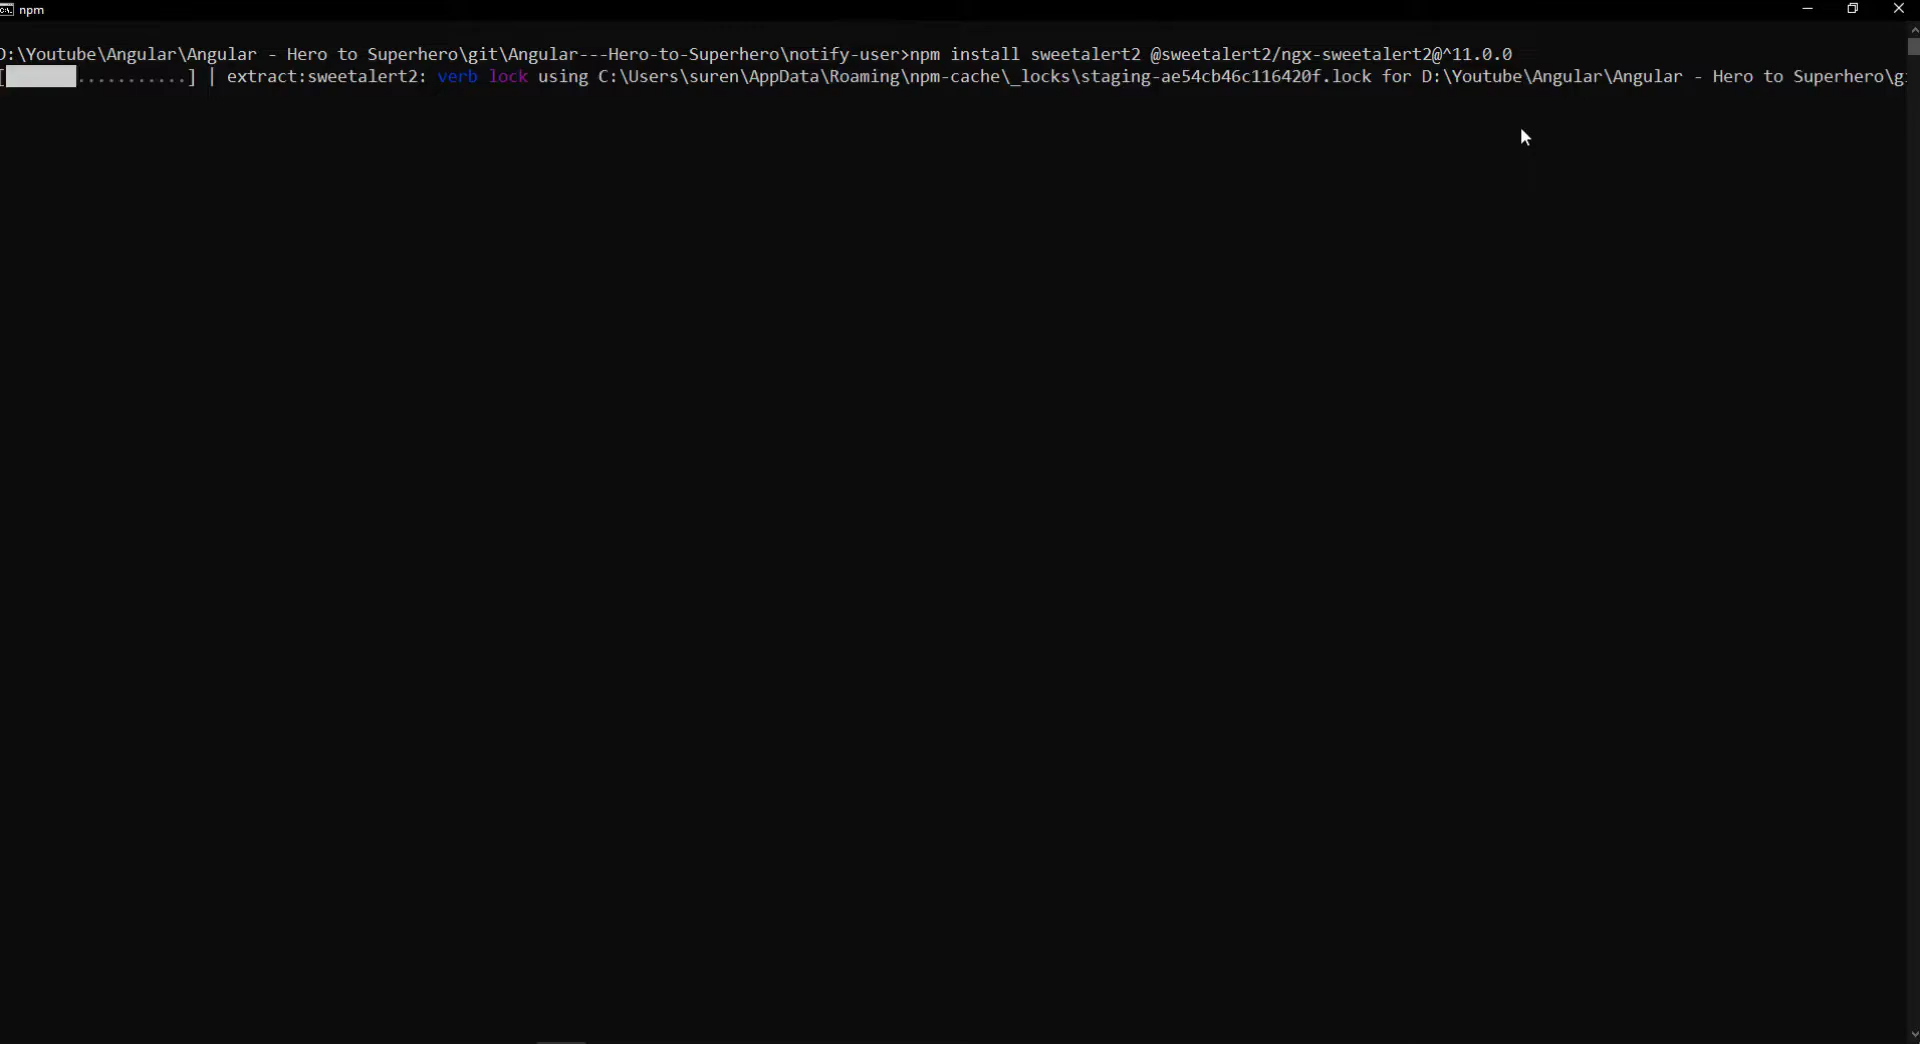 npm
D:\Youtube\Angular\Angular - Hero to Superhero\git\Angular---Hero-to-Superhero\notify-user>npm install sweetalert2 @sweetalert2/ngx-sweetalert2@^11.0.0
[       ...........] | extract:sweetalert2: verb lock using C:\Users\suren\AppData\Roaming\npm-cache\_locks\staging-ae54cb46c116420f.lock for D:\Youtube\Angular\Angular - Hero to Superhero\gi